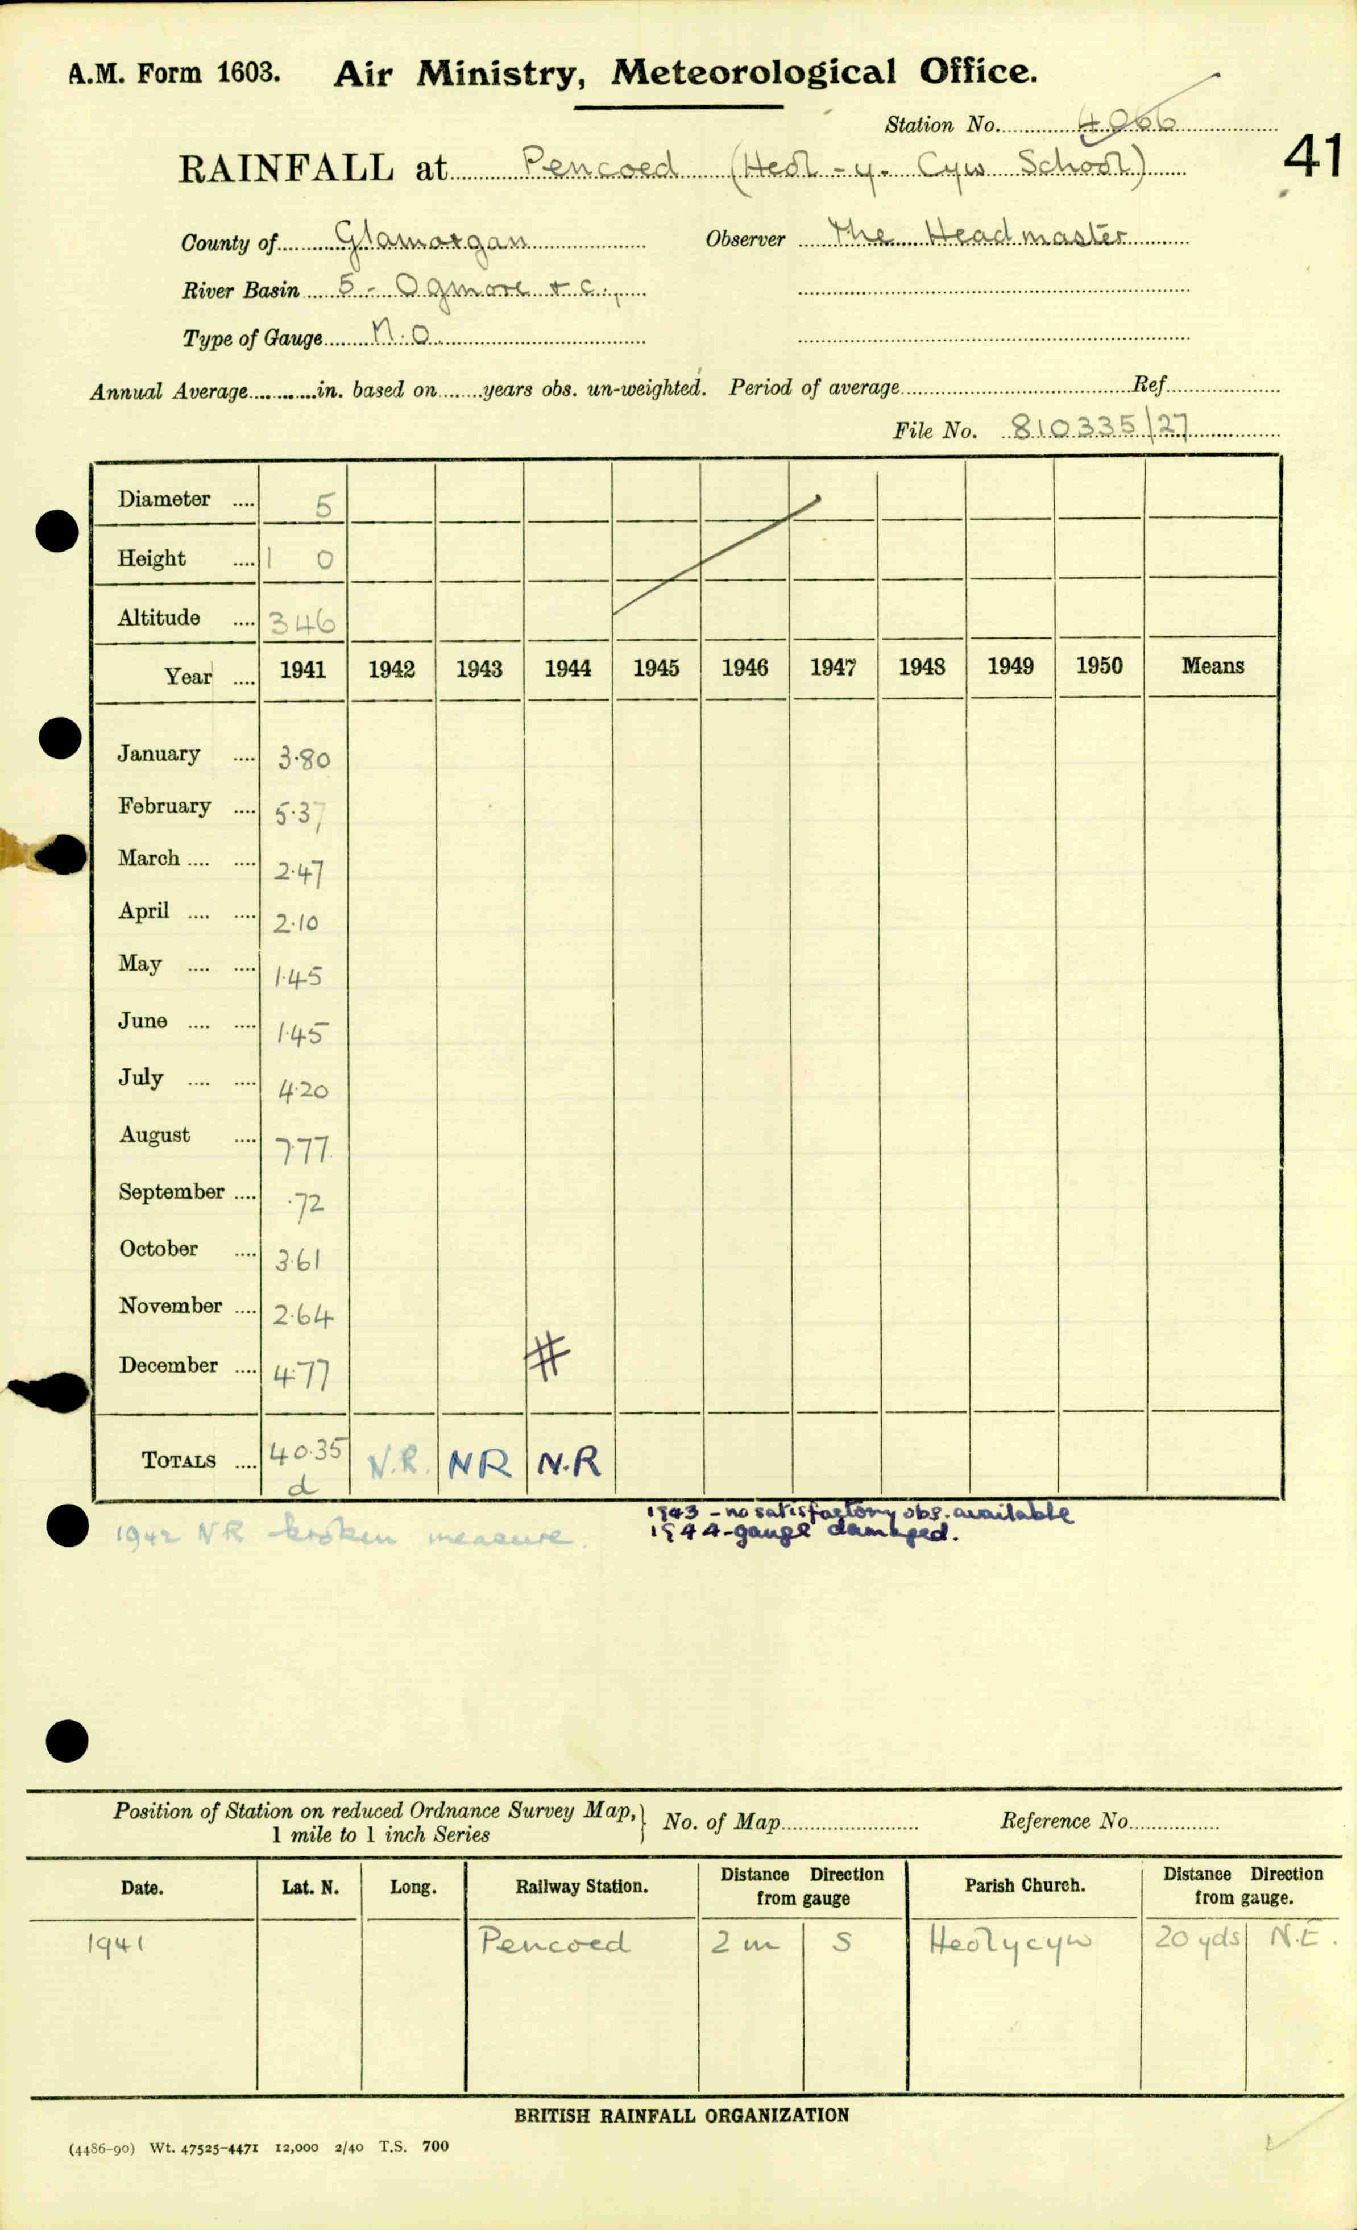 A.M. Form 1603. Air Ministry, Meteorological Office.
Station No. 4066
41
RAINFALL at Pencoed (Heol-y-Cyw School)
County of Glamorgan Observer The Headmaster
River Basin 5 - Ogmore & c.,
Type of Gauge M.O.
Annual Average in. based on years obs. un-weighted. Period of average Ref
File No. 810335/27
Diameter .... 5
Height .... 1 0
Altitude .... 346
Year .... 1941 1942 1943 1944 1945 1946 1947 1948 1949 1950 Means
January .... 3.80
February .... 5.37
March .... .... 2.47
April .... .... 2.10
May .... .... 1.45
June .... .... 1.45
July .... .... 4.20
August .... 7.77
September .... .72
October .... 3.61
November .... 2.64
December .... 4.77 #
TOTALS .... 40.35 N.R. NR N.R
d
1943 - no satisfactory obs. available
1942 NR broken measure. 1944 - gauge damaged.
Position of Station on reduced Ordnance Survey Map, } No. of Map Reference No.
1 mile to 1 inch Series
Date. Lat. N. Long. Railway Station. Distance Direction from gauge Parish Church. Distance Direction from gauge.
1941 Pencoed 2 m S Heolycyw 20 yds N.E.
BRITISH RAINFALL ORGANIZATION
(4486-90) Wt. 47525-4471 12,000 2/40 T.S. 700